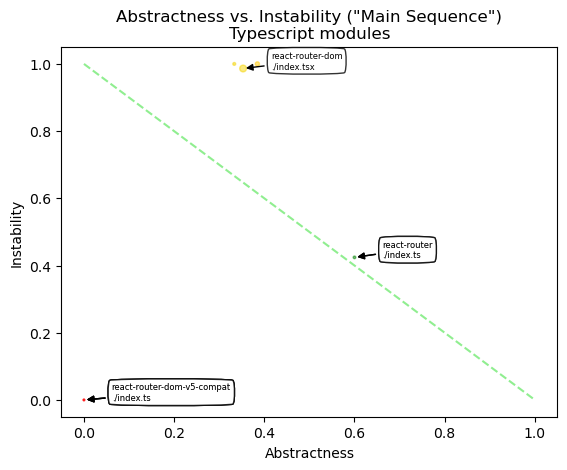 Abstractness vs. Instability ("Main Sequence")
Typescript modules
react-router-dom
./index.tsx
react-router
./index.ts
react-router-dom-v5-compat
./index.ts
Instability
1.0
0.8
0.6
0.4
0.2
0.0
0.0 0.2 0.4 0.6 0.8 1.0
Abstractness